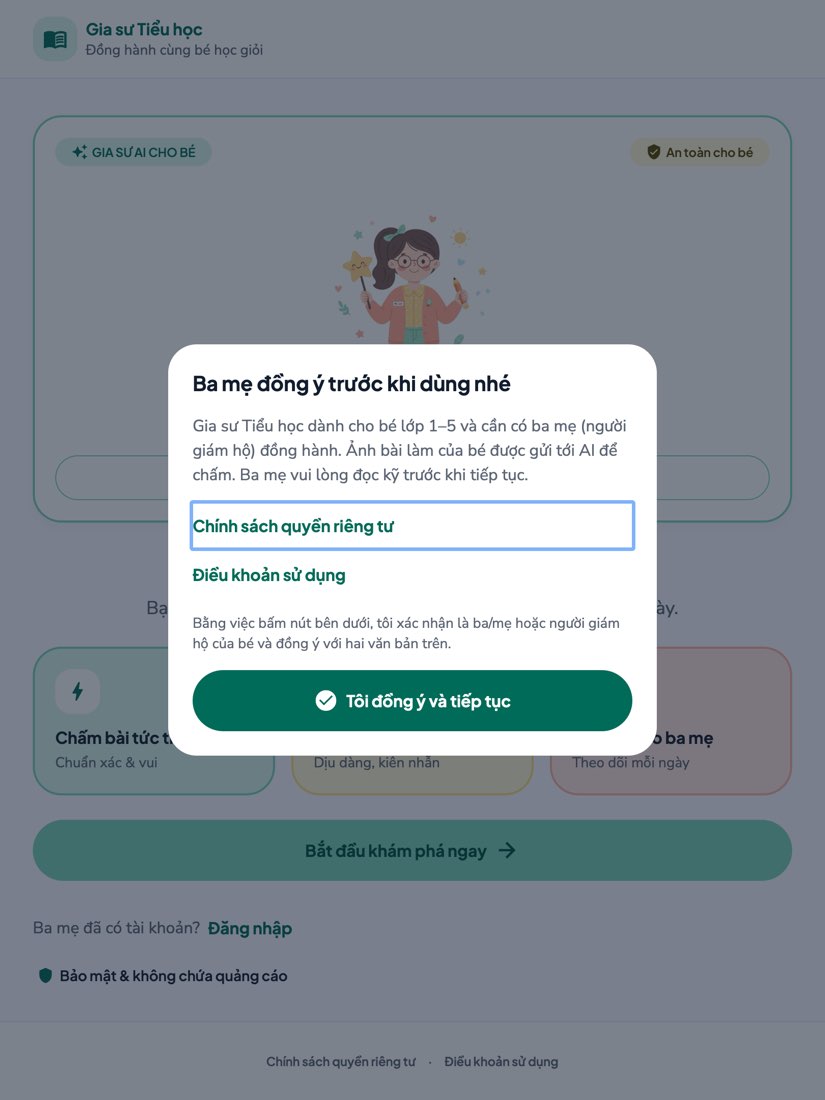 Gia sư Tiểu học
Đồng hành cùng bé học giỏi
GIA SƯ AI CHO BÉ
An toàn cho bé
Ba mẹ đồng ý trước khi dùng nhé
Gia sư Tiểu học dành cho bé lớp 1–5 và cần có ba mẹ (người
giám hộ) đồng hành. Ảnh bài làm của bé được gửi tới AI để
chấm. Ba mẹ vui lòng đọc kỹ trước khi tiếp tục.
Chính sách quyền riêng tư
Điều khoản sử dụng
Bằng việc bấm nút bên dưới, tôi xác nhận là ba/mẹ hoặc người giám
hộ của bé và đồng ý với hai văn bản trên.
Tôi đồng ý và tiếp tục
Chấm bài tức
Chuẩn xác & vui
Dịu dàng, kiên nhẫn
ba mẹ
Theo dõi mỗi ngày
Bắt đầu khám phá ngay
Ba mẹ đã có tài khoản? Đăng nhập
Bảo mật & không chứa quảng cáo
Chính sách quyền riêng tư · Điều khoản sử dụng